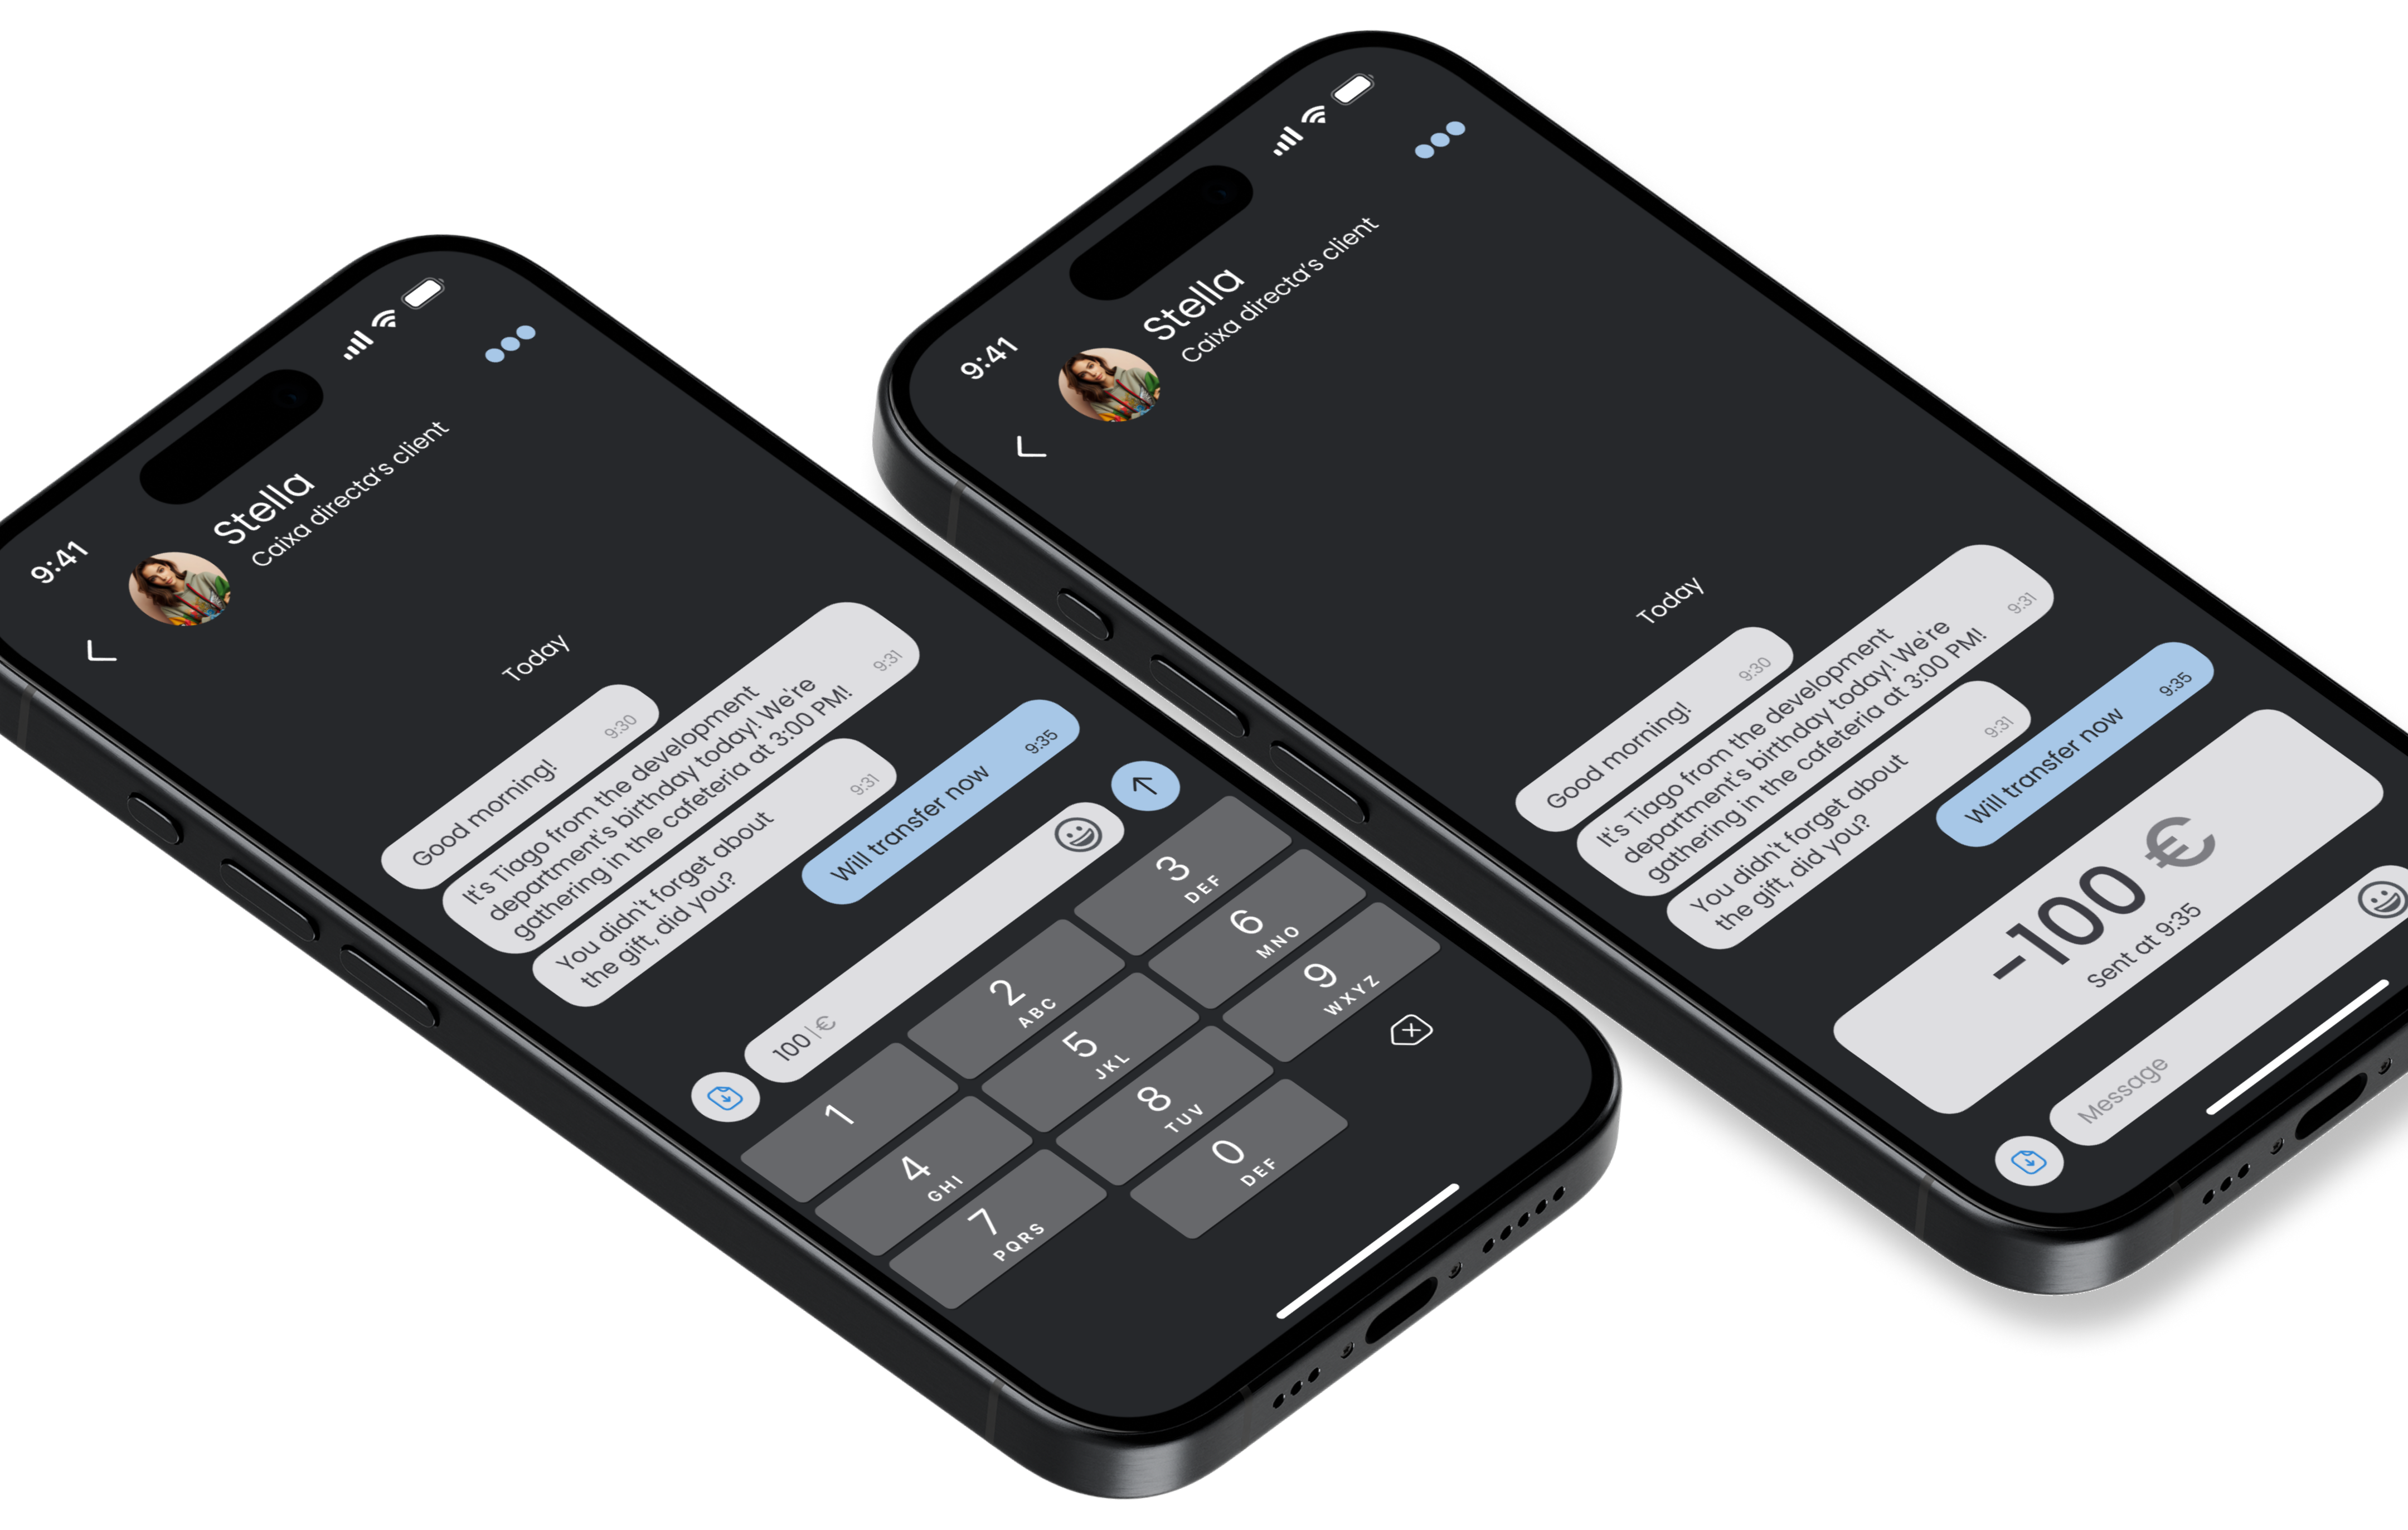 9:41
Stella
Caixa directa's client
Today
Good morning!
9:30
It's Tiago from the development
department's birthday today! We're
gathering in the cafeteria at 3:00 PM!
9:31
You didn't forget about
the gift, did you?
9:31
Will transfer now
9:35
100 | €
1
2
ABC
3
DEF
4
GHI
5
JKL
6
MNO
7
PQRS
8
TUV
9
WXYZ
0
DEF
9:41
Stella
Caixa directa's client
Today
Good morning!
9:30
It's Tiago from the development
department's birthday today! We're
gathering in the cafeteria at 3:00 PM!
9:31
You didn't forget about
the gift, did you?
9:31
Will transfer now
9:35
-100 €
Sent at 9:35
Message